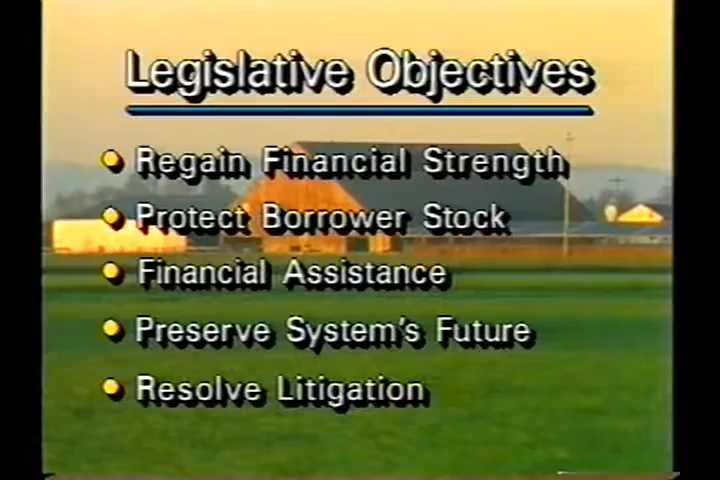 Legislative Objectives
Regain Financial Strength
Protect Borrower Stock
Financial Assistance
Preserve System's Future
Resolve Litigation